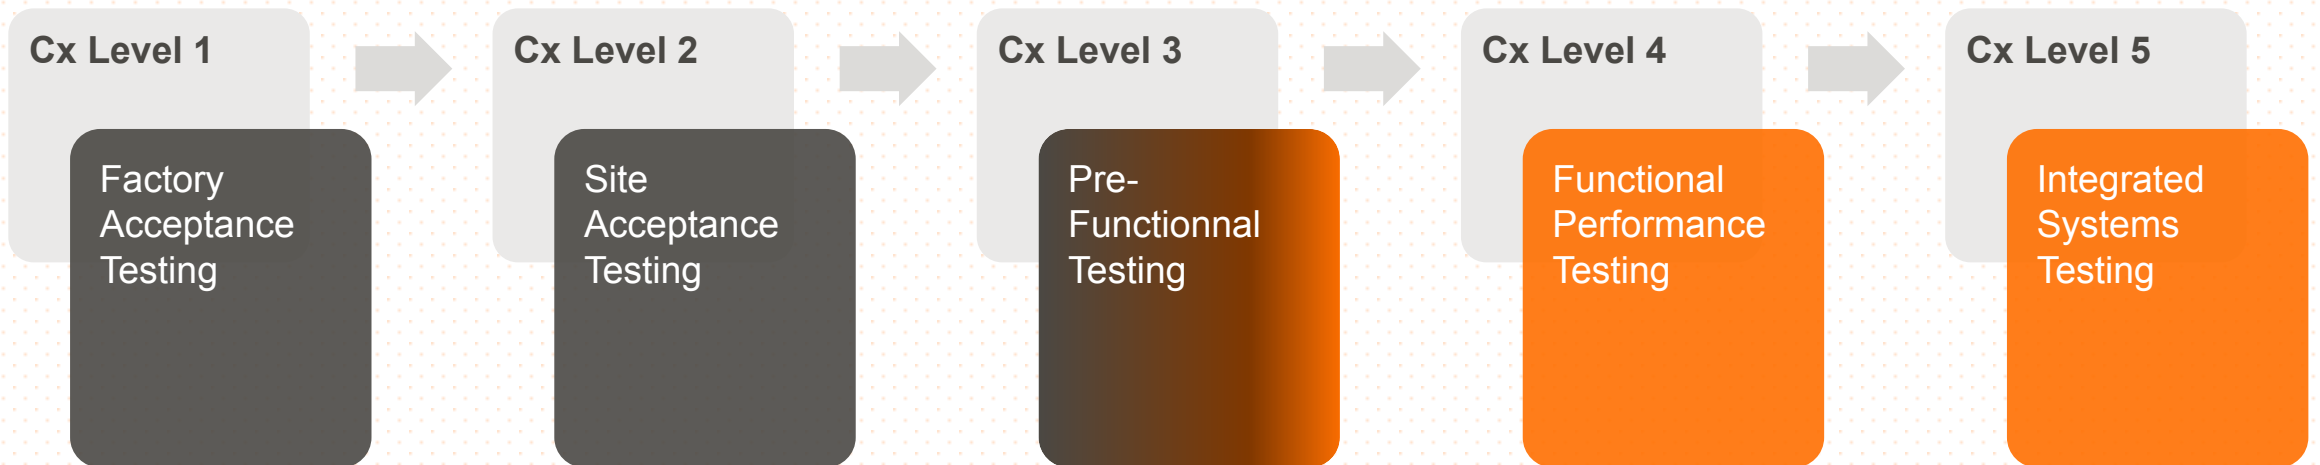 Cx Level 1
Factory
Acceptance
Testing
Cx Level 2
Site
Acceptance
Testing
Cx Level 3
Pre-
Functionnal
Testing
Cx Level 4
Functional
Performance
Testing
Cx Level 5
Integrated
Systems
Testing